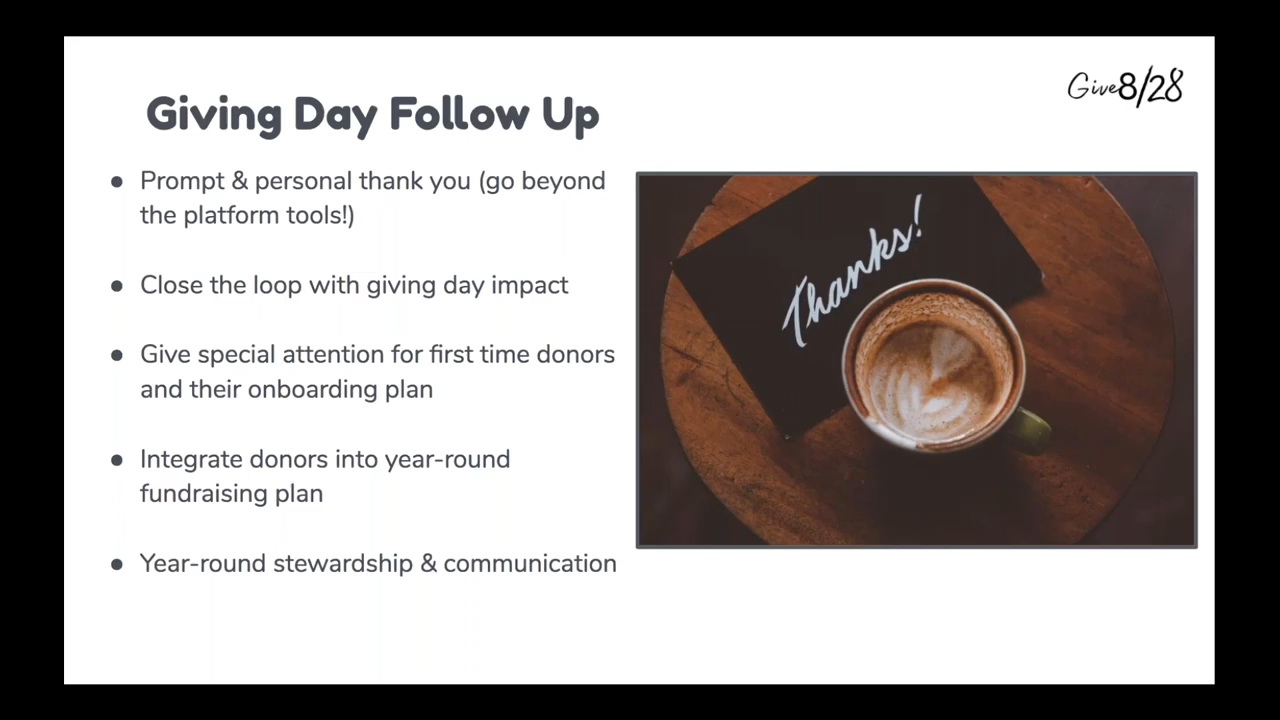 Give8/28
Giving Day Follow Up
● Prompt & personal thank you (go beyond
the platform tools!)
● Close the loop with giving day impact
● Give special attention for first time donors
and their onboarding plan
● Integrate donors into year-round
fundraising plan
● Year-round stewardship & communication
Thanks!